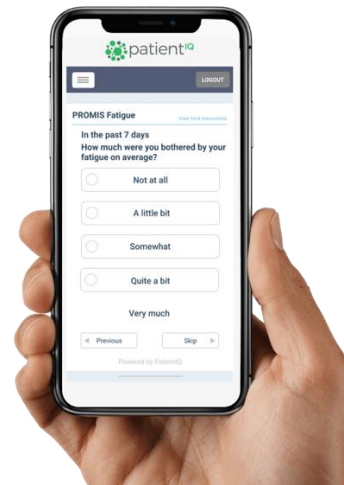 patientIQ
LOGOUT
PROMIS Fatigue
View Form Instructions
In the past 7 days
How much were you bothered by your
fatigue on average?
Not at all
A little bit
Somewhat
Quite a bit
Very much
Previous
Skip
Powered by PatientIQ